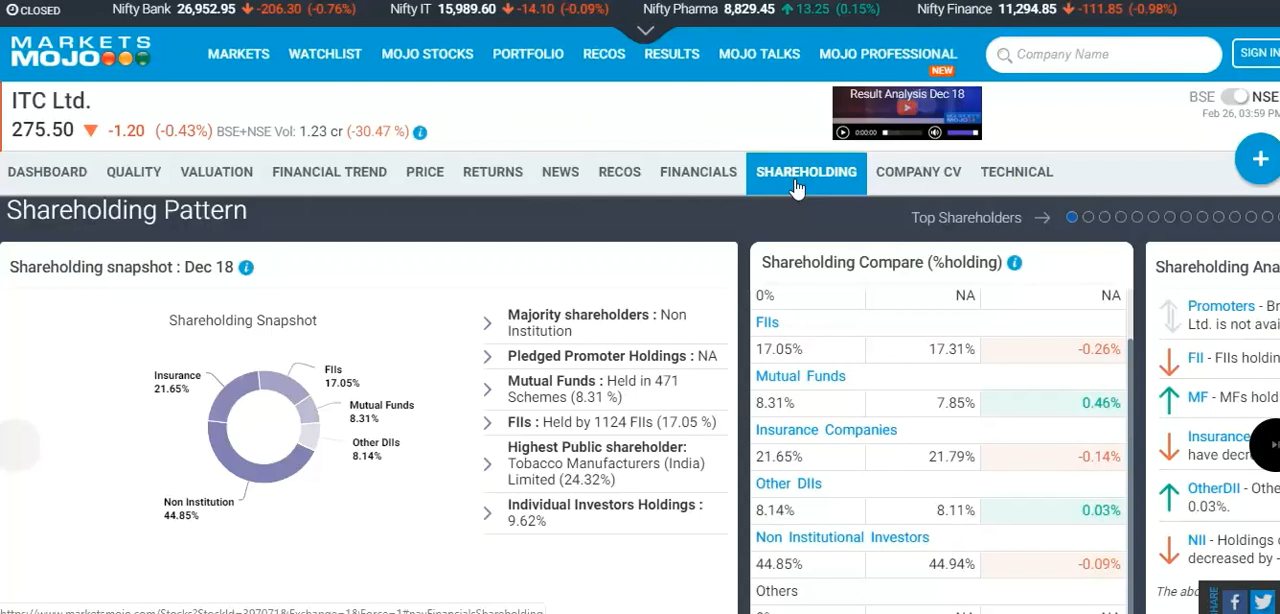 CLOSED Nifty Bank 26,952.95 -206.30 (-0.76%) Nifty IT 15,989.60 -14.10 (-0.09%) Nifty Pharma 8,829.45 13.25 (0.15%) Nifty Finance 11,294.85 -111.85 (-0.98%)
MARKETS
MOJO
MARKETS WATCHLIST MOJO STOCKS PORTFOLIO RECOS RESULTS MOJO TALKS MOJO PROFESSIONAL
NEW
Company Name
SIGN IN
ITC Ltd.
275.50 -1.20 (-0.43%) BSE+NSE Vol: 1.23 cr (-30.47 %)
Result Analysis Dec 18
0:00:00
BSE NSE
Feb 26, 03:59 PM
DASHBOARD QUALITY VALUATION FINANCIAL TREND PRICE RETURNS NEWS RECOS FINANCIALS SHAREHOLDING COMPANY CV TECHNICAL
Shareholding Pattern
Top Shareholders
Shareholding snapshot : Dec 18
Shareholding Snapshot
Insurance
21.65%
FIIs
17.05%
Mutual Funds
8.31%
Other DIIs
8.14%
Non Institution
44.85%
Majority shareholders : Non
Institution
Pledged Promoter Holdings : NA
Mutual Funds : Held in 471
Schemes (8.31 %)
FIIs : Held by 1124 FIIs (17.05 %)
Highest Public shareholder:
Tobacco Manufacturers (India)
Limited (24.32%)
Individual Investors Holdings :
9.62%
Shareholding Compare (%holding)
0% NA NA
FIIs
17.05% 17.31% -0.26%
Mutual Funds
8.31% 7.85% 0.46%
Insurance Companies
21.65% 21.79% -0.14%
Other DIIs
8.14% 8.11% 0.03%
Non Institutional Investors
44.85% 44.94% -0.09%
Others
Shareholding Ana
Promoters - Br
Ltd. is not avai
FII - FIIs holdin
MF - MFs hold
Insurance
have decr
OtherDII - Othe
0.03%.
NII - Holdings o
decreased by -
The abo
SHARE